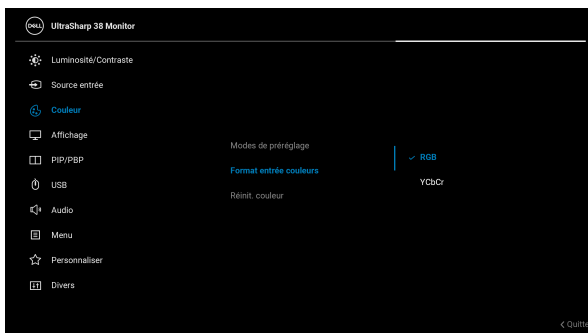 DELL UltraSharp 38 Monitor
Luminosité/Contraste
Source entrée
Couleur
Affichage
PIP/PBP
USB
Audio
Menu
Personnaliser
Divers
Modes de préréglage
Format entrée couleurs
Réinit. couleur
RGB
YCbCr
Quitte